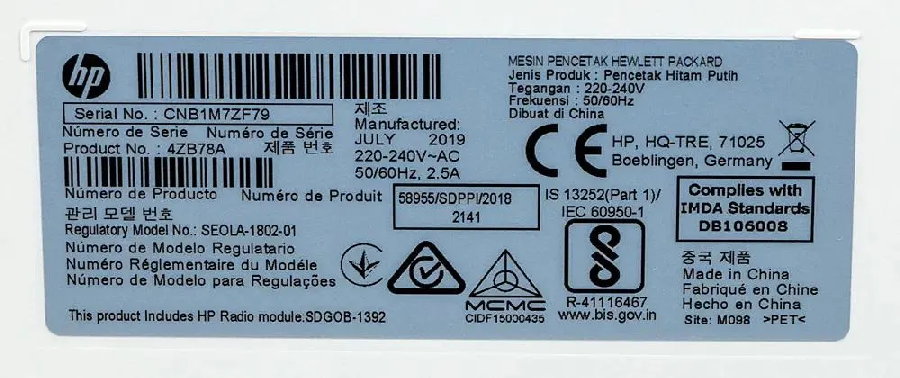 hp
Serial No. : CNB1M7ZF79
Número de Serie Numéro de Série
Product No. : 4ZB78A 제품 번호
Número de Producto Numéro de Produit
관리 모델 번호
Regulatory Model No.: SEOLA-1802-01
Número de Modelo Regulatario
Numéro Réglementaire du Modéle
Número de Modelo para Regulações
This product Includes HP Radio module:SDGOB-1392
제조
Manufactured:
JULY 2019
220-240V~AC
50/60Hz, 2.5A
58955/SDPPI/2018
2141
MESIN PENCETAK HEWLETT PACKARD
Jenis Produk : Pencetak Hitam Putih
Tegangan : 220-240V
Frekuensi : 50/60Hz
Dibuat di China
CE
HP, HQ-TRE, 71025
Boeblingen, Germany
IS 13252(Part 1)/
IEC 60950-1
R-41116467
www.bis.gov.in
MCMC
CIDF15000435
Complies with
IMDA Standards
DB106008
중국 제품
Made in China
Fabriqué en Chine
Hecho en China
Site: M098 >PET<